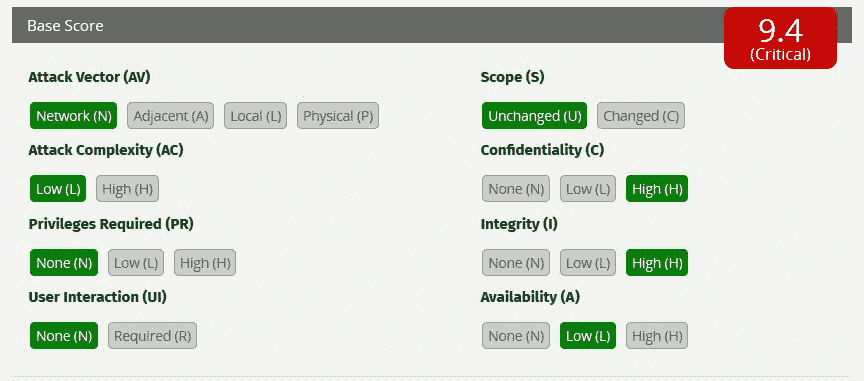 Base Score
9.4
(Critical)
Attack Vector (AV)
Network (N) Adjacent (A) Local (L) Physical (P)
Attack Complexity (AC)
Low (L) High (H)
Privileges Required (PR)
None (N) Low (L) High (H)
User Interaction (UI)
None (N) Required (R)
Scope (S)
Unchanged (U) Changed (C)
Confidentiality (C)
None (N) Low (L) High (H)
Integrity (I)
None (N) Low (L) High (H)
Availability (A)
None (N) Low (L) High (H)